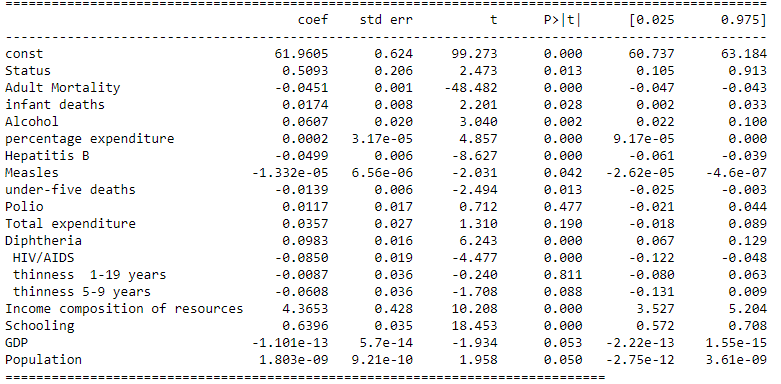 coef std err t P>|t| [0.025 0.975]
const 61.9605 0.624 99.273 0.000 60.737 63.184
Status 0.5093 0.206 2.473 0.013 0.105 0.913
Adult Mortality -0.0451 0.001 -48.482 0.000 -0.047 -0.043
infant deaths 0.0174 0.008 2.201 0.028 0.002 0.033
Alcohol 0.0607 0.020 3.040 0.002 0.022 0.100
percentage expenditure 0.0002 3.17e-05 4.857 0.000 9.17e-05 0.000
Hepatitis B -0.0499 0.006 -8.627 0.000 -0.061 -0.039
Measles -1.332e-05 6.56e-06 -2.031 0.042 -2.62e-05 -4.6e-07
under-five deaths -0.0139 0.006 -2.494 0.013 -0.025 -0.003
Polio 0.0117 0.017 0.712 0.477 -0.021 0.044
Total expenditure 0.0357 0.027 1.310 0.190 -0.018 0.089
Diphtheria 0.0983 0.016 6.243 0.000 0.067 0.129
HIV/AIDS -0.0850 0.019 -4.477 0.000 -0.122 -0.048
thinness 1-19 years -0.0087 0.036 -0.240 0.811 -0.080 0.063
thinness 5-9 years -0.0608 0.036 -1.708 0.088 -0.131 0.009
Income composition of resources 4.3653 0.428 10.208 0.000 3.527 5.204
Schooling 0.6396 0.035 18.453 0.000 0.572 0.708
GDP -1.101e-13 5.7e-14 -1.934 0.053 -2.22e-13 1.55e-15
Population 1.803e-09 9.21e-10 1.958 0.050 -2.75e-12 3.61e-09